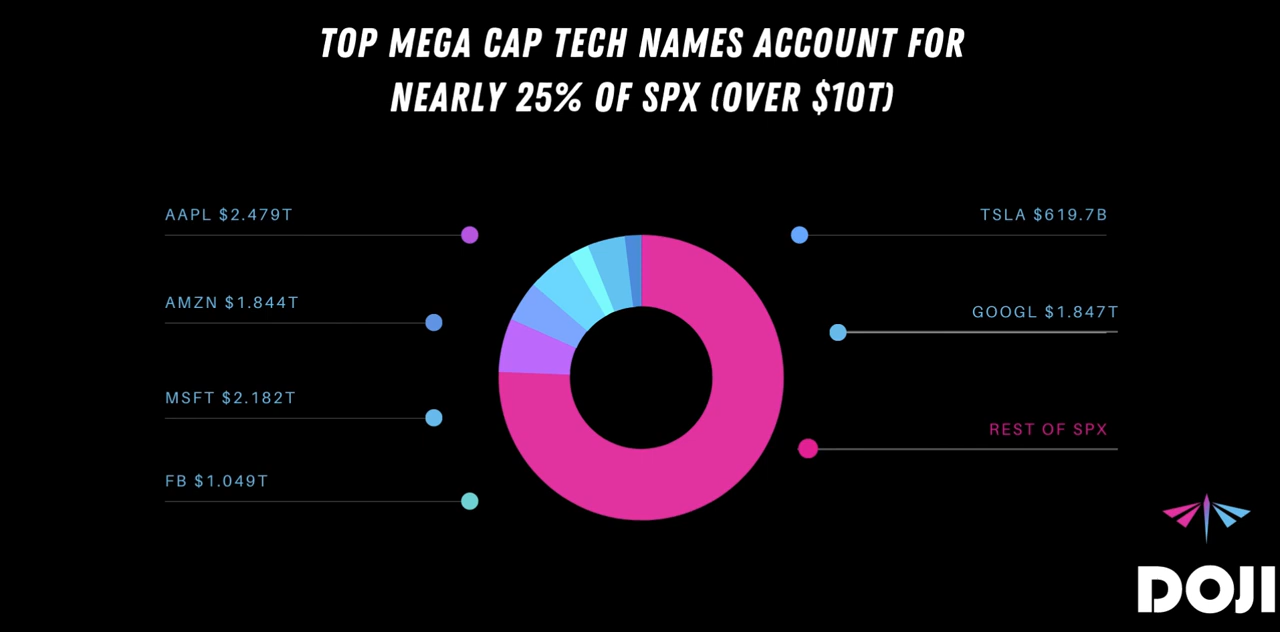 TOP MEGA CAP TECH NAMES ACCOUNT FOR
NEARLY 25% OF SPX (OVER $10T)
AAPL $2.479T
AMZN $1.844T
MSFT $2.182T
FB $1.049T
TSLA $619.7B
GOOGL $1.847T
REST OF SPX
DOJI